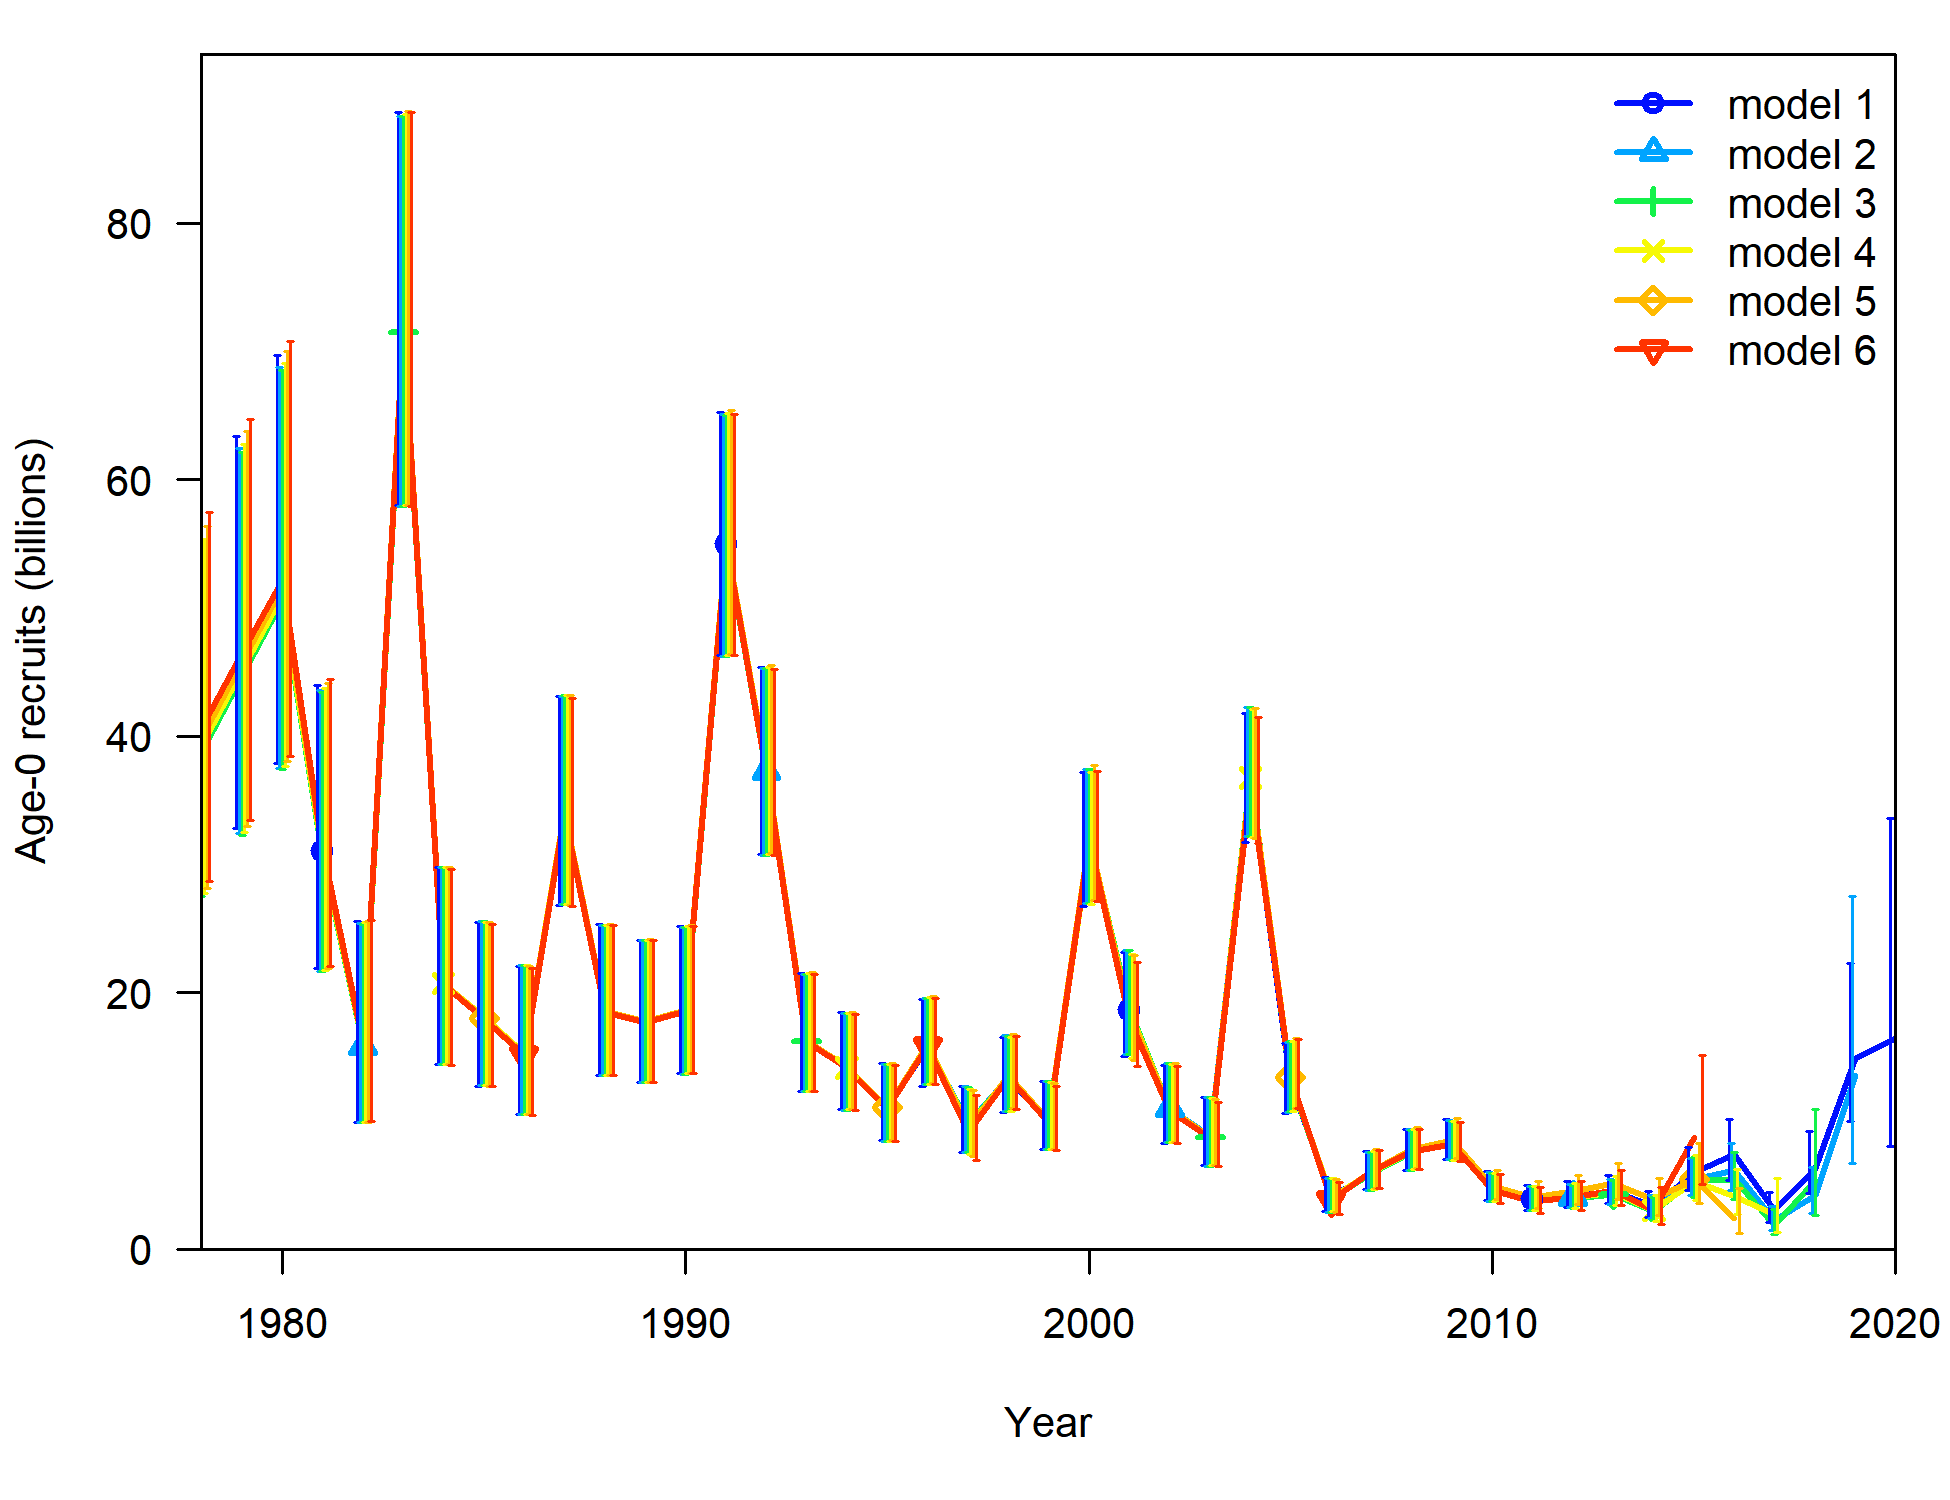 model 1
model 2
model 3
model 4
model 5
model 6
80
60
40
20
0
Age-0 recruits (billions)
1980
1990
2000
2010
2020
Year